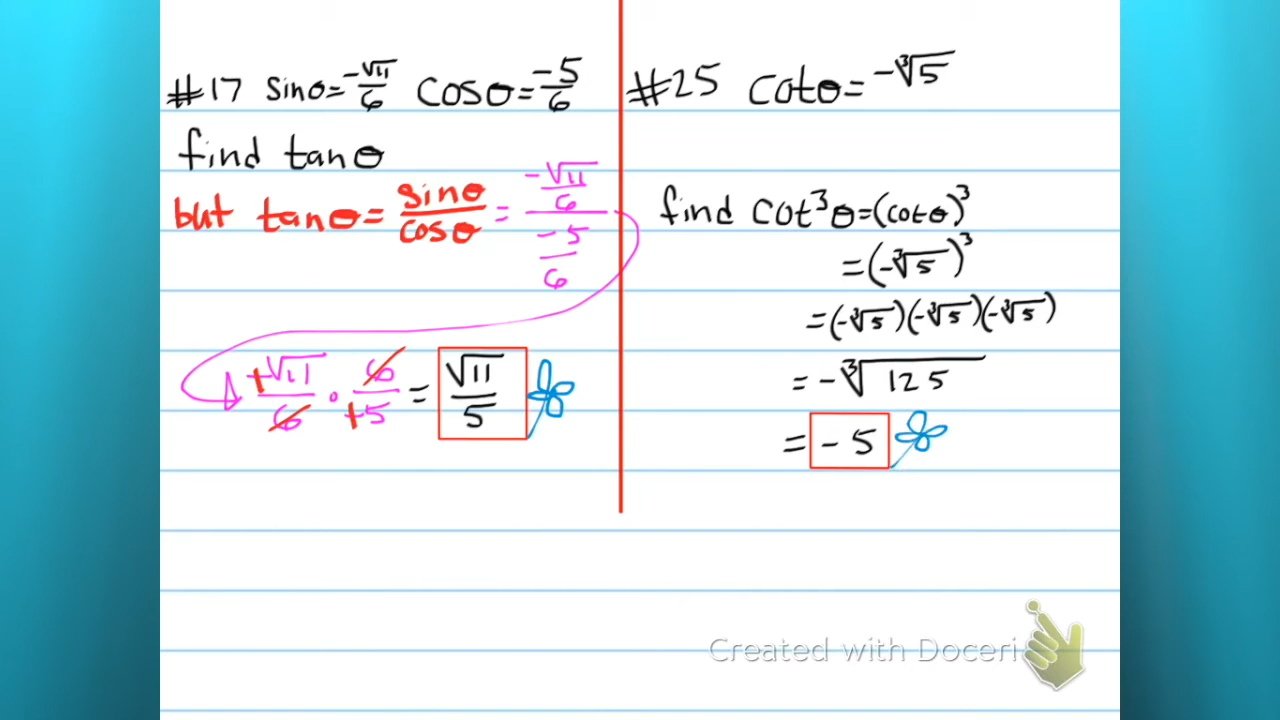 #17 sinθ = -√11/6 cosθ = -5/6
find tanθ
but tanθ = sinθ/cosθ = (-√11/6)/(-5/6)
+√11/6 · 6/+5 = √11/5
#25 cotθ = -∛5
find cot³θ = (cotθ)³
= (-∛5)³
= (-∛5)(-∛5)(-∛5)
= -∛125
= -5
Created with Doceri